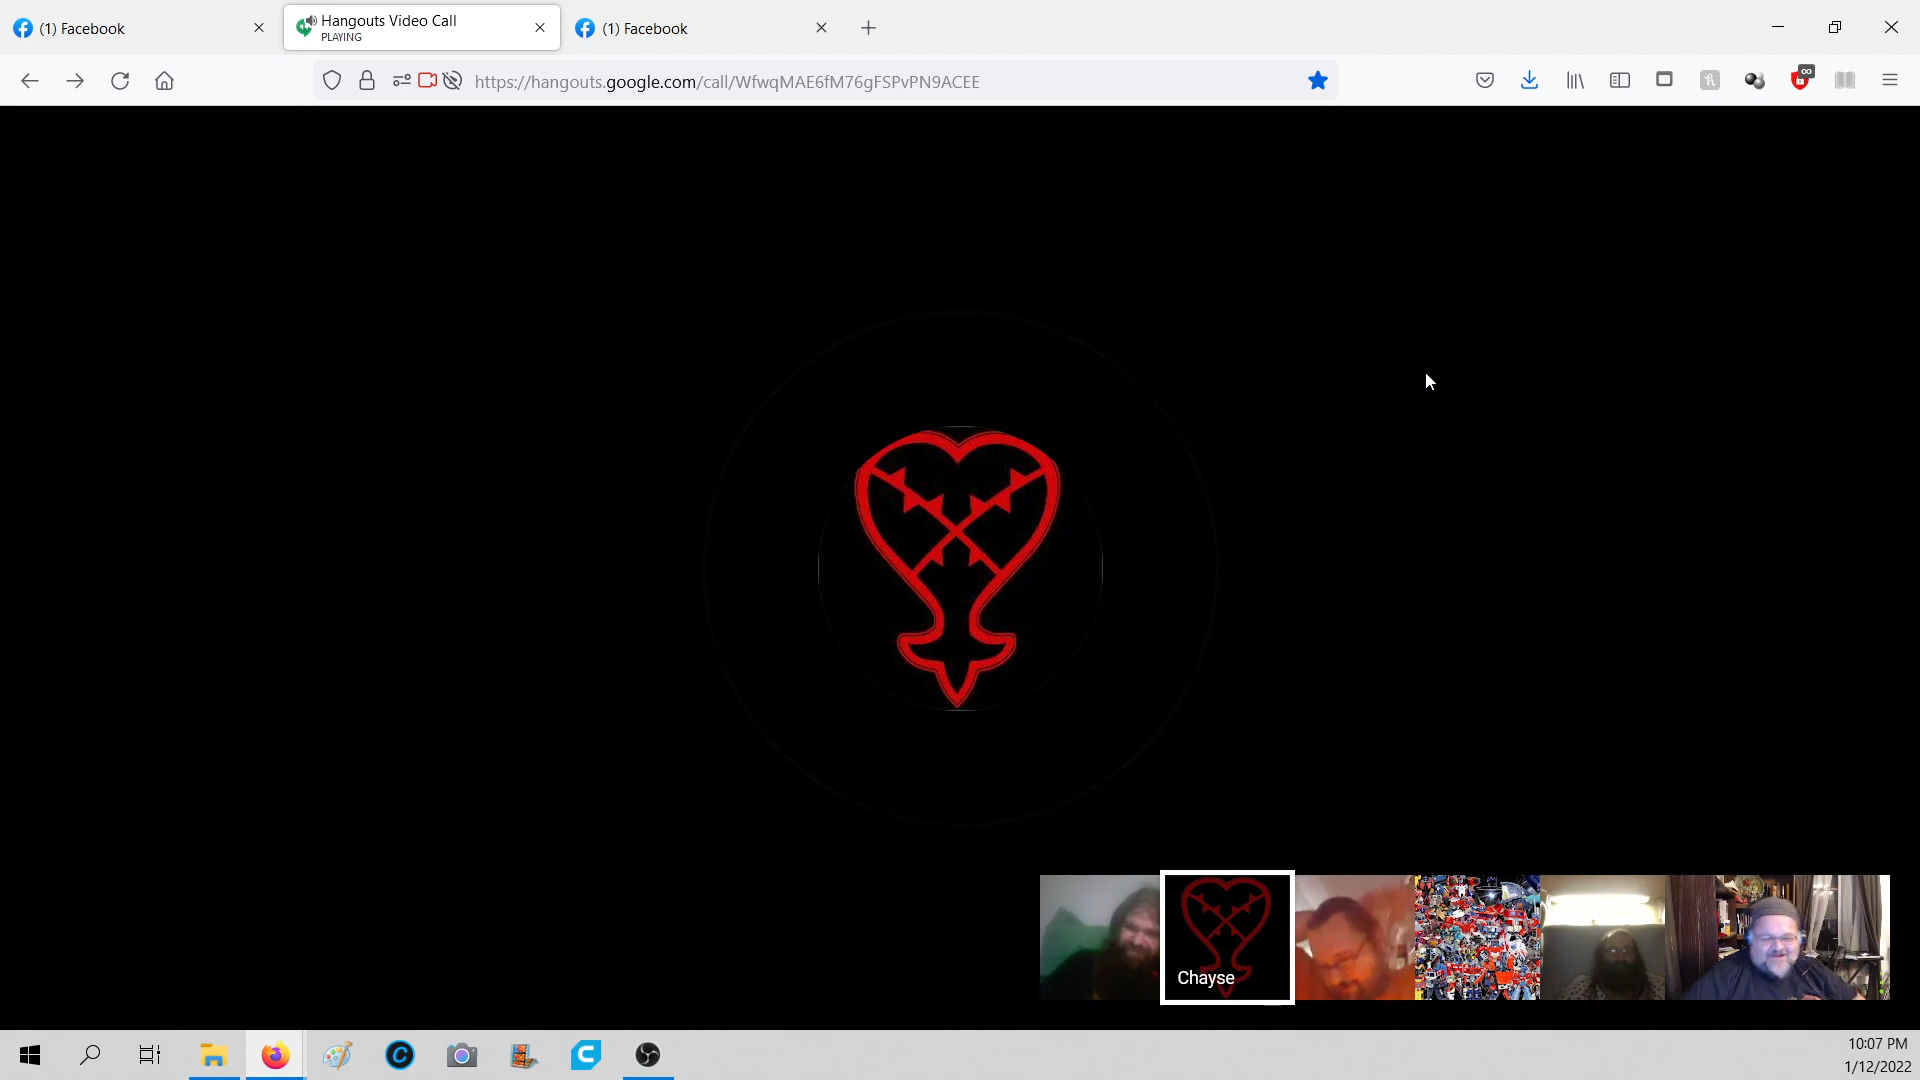 (1) Facebook
Hangouts Video Call
PLAYING
(1) Facebook
https://hangouts.google.com/call/WfwqMAE6fM76gFSPvPN9ACEE
Chayse
10:07 PM
1/12/2022